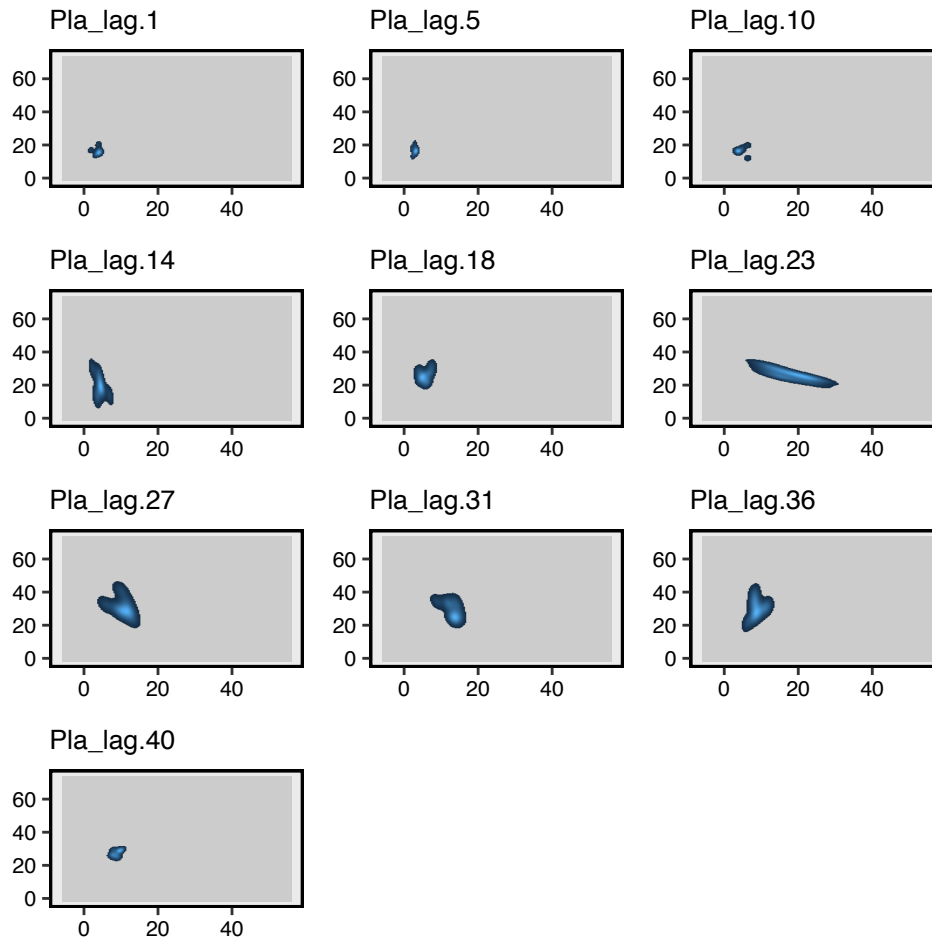 Pla_lag.1 Pla_lag.5 Pla_lag.10
60 60 60
40 40 40
20 20 20
0 0 0
0 20 40 0 20 40 0 20 40
Pla_lag.14 Pla_lag.18 Pla_lag.23
60 60 60
40 40 40
20 20 20
0 0 0
0 20 40 0 20 40 0 20 40
Pla_lag.27 Pla_lag.31 Pla_lag.36
60 60 60
40 40 40
20 20 20
0 0 0
0 20 40 0 20 40 0 20 40
Pla_lag.40
60
40
20
0
0 20 40